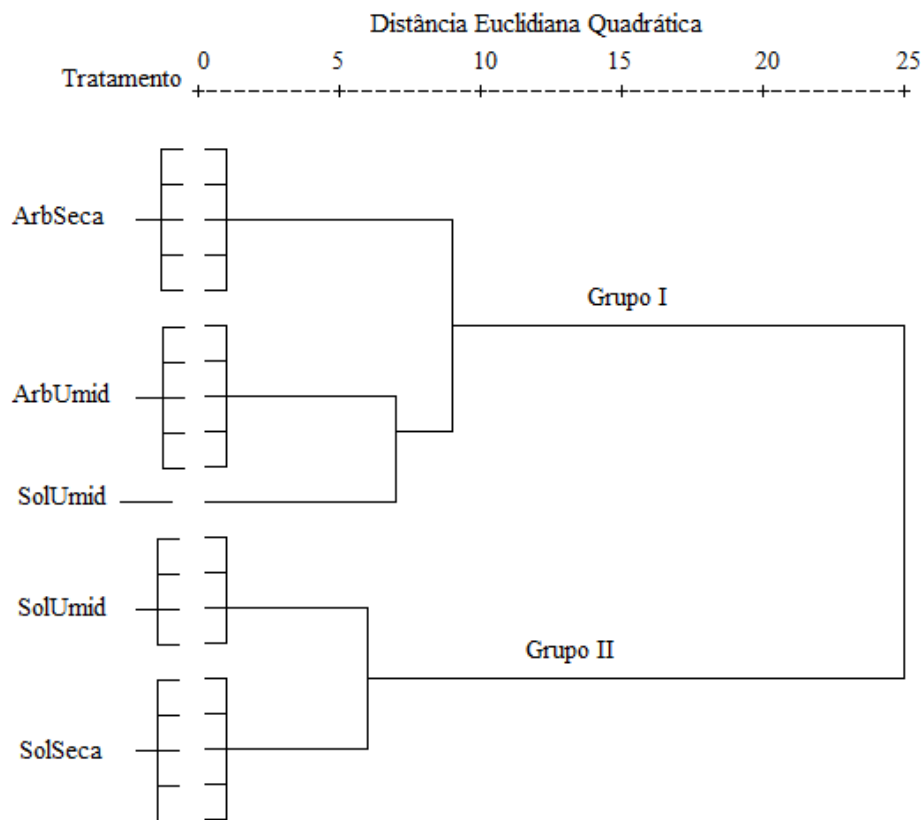 Distância Euclidiana Quadrática
Tratamento 0 5 10 15 20 25
ArbSeca
Grupo I
ArbUmid
SolUmid
SolUmid
Grupo II
SolSeca